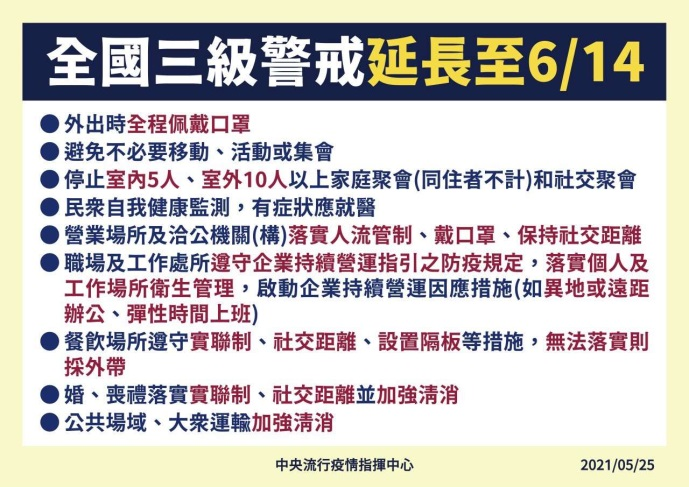 全國三級警戒延長至6/14
●外出時全程佩戴口罩
●避免不必要移動、活動或集會
●停止室內5人、室外10人以上家庭聚會(同住者不計)和社交聚會
●民眾自我健康監測，有症狀應就醫
●營業場所及洽公機關(構)落實人流管制、戴口罩、保持社交距離
●職場及工作處所遵守企業持續營運指引之防疫規定，落實個人及
工作場所衛生管理，啟動企業持續營運因應措施(如異地或遠距
辦公、彈性時間上班)
●餐飲場所遵守實聯制、社交距離、設置隔板等措施，無法落實則
採外帶
●婚、喪禮落實實聯制、社交距離並加強清消
●公共場域、大眾運輸加強清消
中央流行疫情指揮中心
2021/05/25